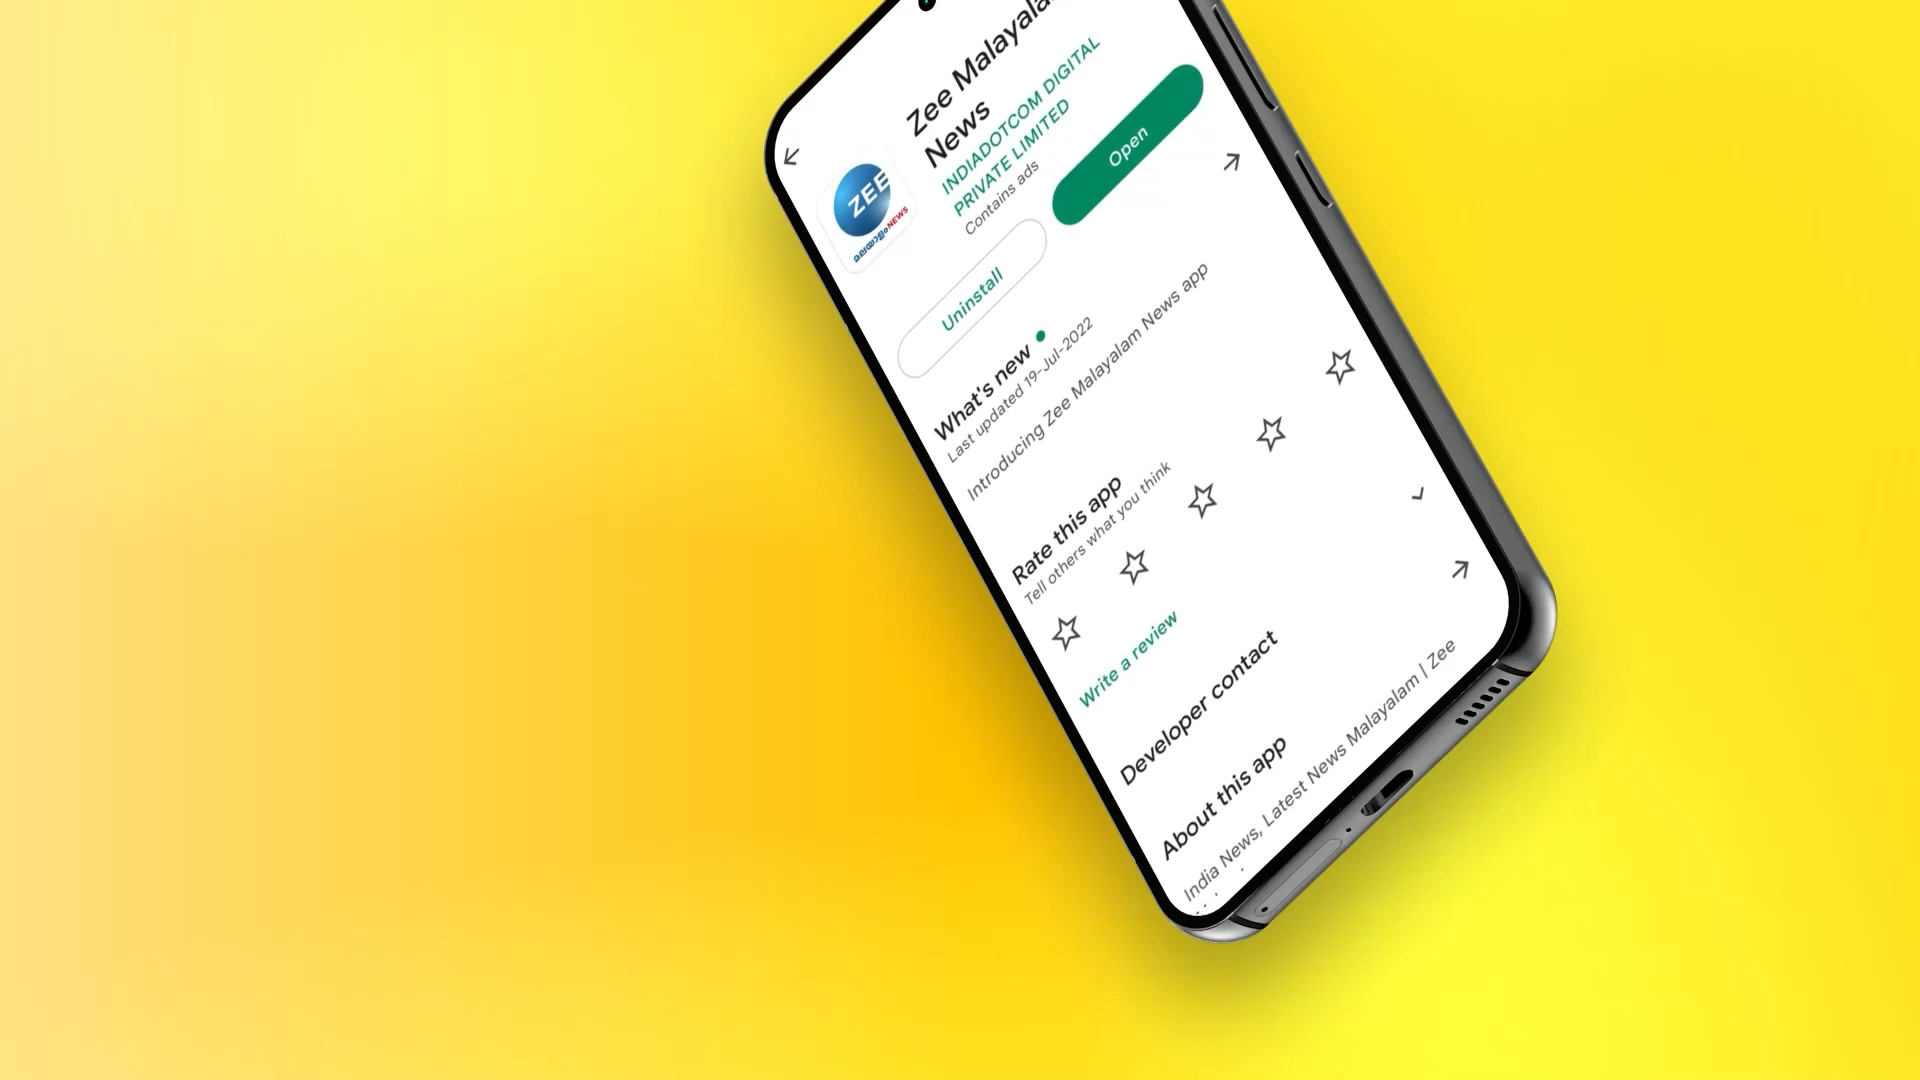 Zee Malayala
News
INDIADOTCOM DIGITAL
PRIVATE LIMITED
Contains ads
ZEE
മലയാളംNEWS
Uninstall
Open
What's new
Last updated 19-Jul-2022
Introducing Zee Malayalam News app
Rate this app
Tell others what you think
Write a review
Developer contact
About this app
India News, Latest News Malayalam | Zee